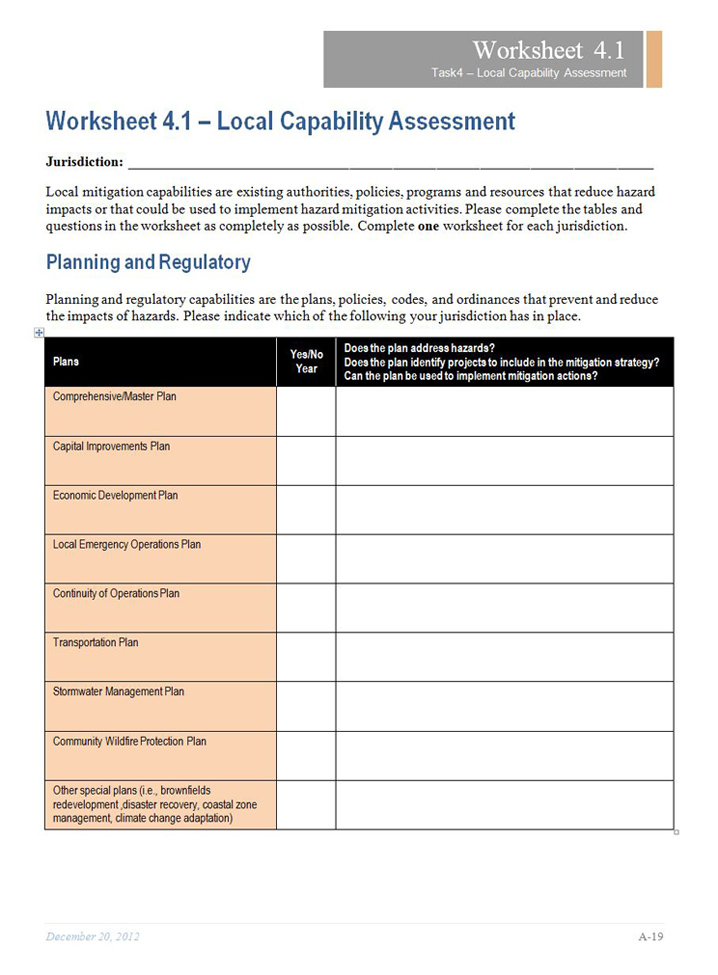 Worksheet 4.1
Task4 – Local Capability Assessment
Worksheet 4.1 – Local Capability Assessment
Jurisdiction:
Local mitigation capabilities are existing authorities, policies, programs and resources that reduce hazard
impacts or that could be used to implement hazard mitigation activities. Please complete the tables and
questions in the worksheet as completely as possible. Complete one worksheet for each jurisdiction.
Planning and Regulatory
Planning and regulatory capabilities are the plans, policies, codes, and ordinances that prevent and reduce
the impacts of hazards. Please indicate which of the following your jurisdiction has in place.
Plans
Yes/No
Year
Does the plan address hazards?
Does the plan identify projects to include in the mitigation strategy?
Can the plan be used to implement mitigation actions?
Comprehensive/Master Plan
Capital Improvements Plan
Economic Development Plan
Local Emergency Operations Plan
Continuity of Operations Plan
Transportation Plan
Stormwater Management Plan
Community Wildfire Protection Plan
Other special plans (i.e., brownfields
redevelopment ,disaster recovery, coastal zone
management, climate change adaptation)
December 20, 2012
A-19